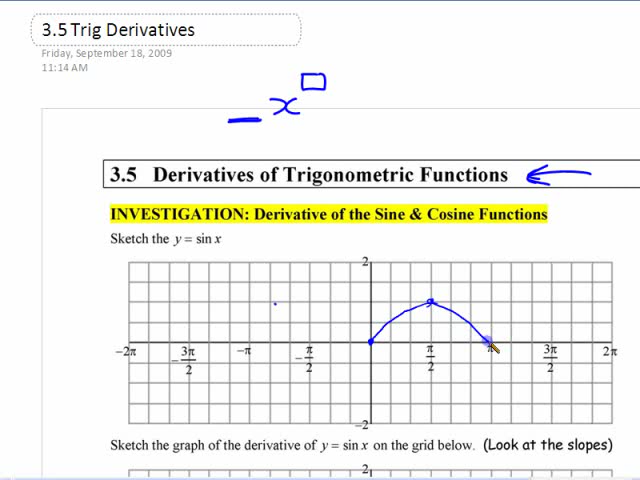 3.5 Trig Derivatives
Friday, September 18, 2009
11:14 AM
_ x□
3.5 Derivatives of Trigonometric Functions
INVESTIGATION: Derivative of the Sine & Cosine Functions
Sketch the y = sin x
2
−2π −3π/2 −π −π/2 π/2 π 3π/2 2π
−2
Sketch the graph of the derivative of y = sin x on the grid below. (Look at the slopes)
2